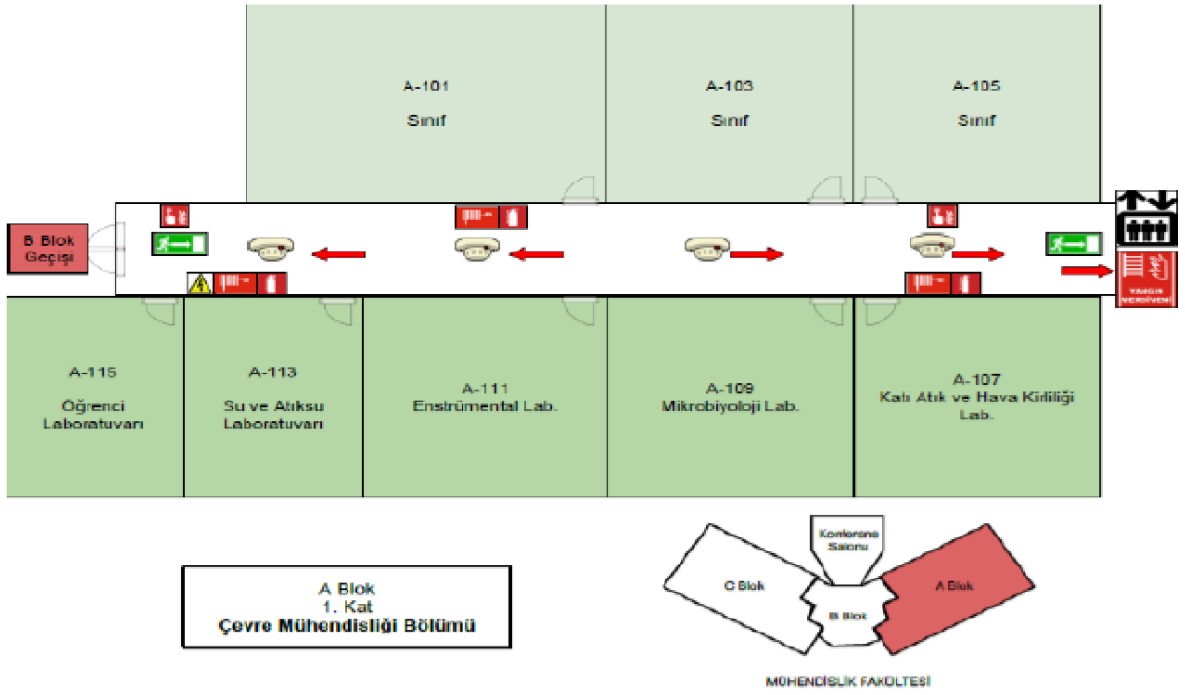 A-101
Sınıf
A-103
Sınıf
A-105
Sınıf
B Blok
Geçişi
YANGIN
MERDİVENİ
A-115
Öğrenci
Laboratuvarı
A-113
Su ve Atıksu
Laboratuvarı
A-111
Enstrümental Lab.
A-109
Mikrobiyoloji Lab.
A-107
Katı Atık ve Hava Kirliliği
Lab.
A Blok
1. Kat
Çevre Mühendisliği Bölümü
Konferans
Salonu
C Blok
B Blok
A Blok
MÜHENDİSLİK FAKÜLTESİ